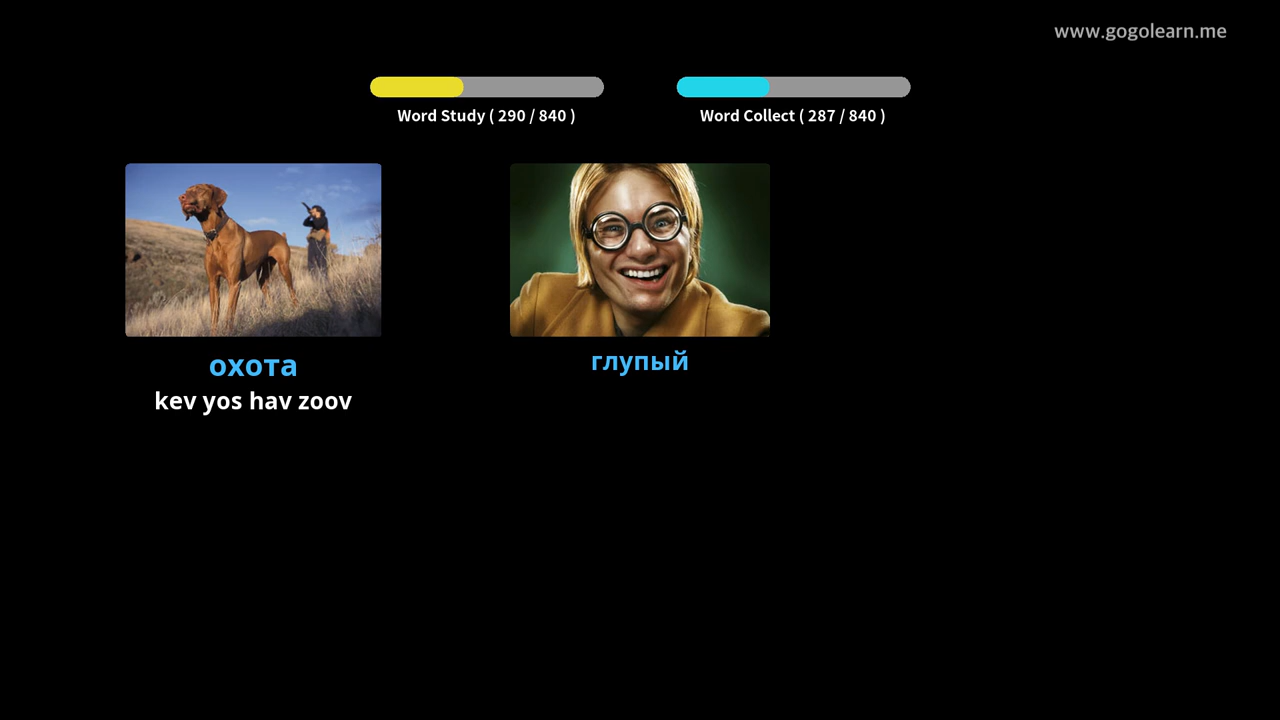 www.gogolearn.me
Word Study ( 290 / 840 )
Word Collect ( 287 / 840 )
охота
kev yos hav zoov
глупый